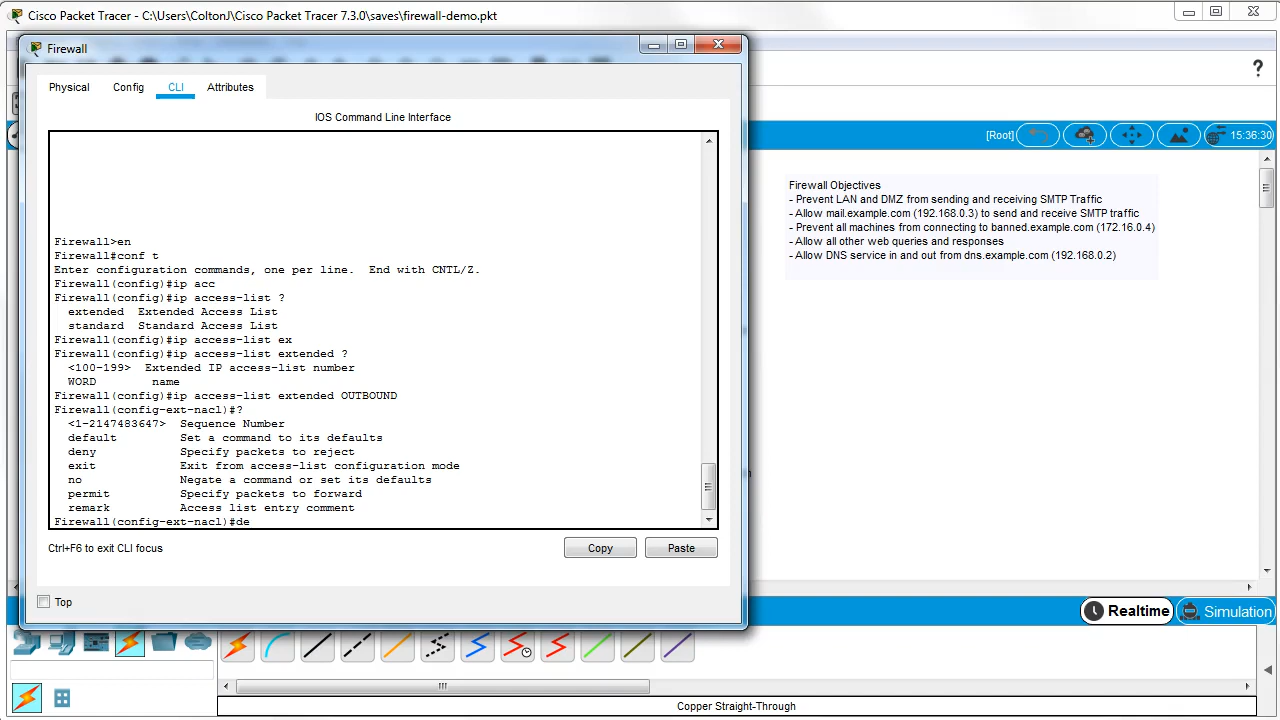 Cisco Packet Tracer - C:\Users\ColtonJ\Cisco Packet Tracer 7.3.0\saves\firewall-demo.pkt
Firewall
Physical Config CLI Attributes
IOS Command Line Interface
Firewall>en
Firewall#conf t
Enter configuration commands, one per line.  End with CNTL/Z.
Firewall(config)#ip acc
Firewall(config)#ip access-list ?
extended  Extended Access List
standard  Standard Access List
Firewall(config)#ip access-list ex
Firewall(config)#ip access-list extended ?
<100-199>  Extended IP access-list number
WORD       name
Firewall(config)#ip access-list extended OUTBOUND
Firewall(config-ext-nacl)#?
<1-2147483647>  Sequence Number
default         Set a command to its defaults
deny            Specify packets to reject
exit            Exit from access-list configuration mode
no              Negate a command or set its defaults
permit          Specify packets to forward
remark          Access list entry comment
Firewall(config-ext-nacl)#de
Ctrl+F6 to exit CLI focus
Copy Paste
Top
?
[Root] 15:36:30
Firewall Objectives
- Prevent LAN and DMZ from sending and receiving SMTP Traffic
- Allow mail.example.com (192.168.0.3) to send and receive SMTP traffic
- Prevent all machines from connecting to banned.example.com (172.16.0.4)
- Allow all other web queries and responses
- Allow DNS service in and out from dns.example.com (192.168.0.2)
Realtime Simulation
Copper Straight-Through